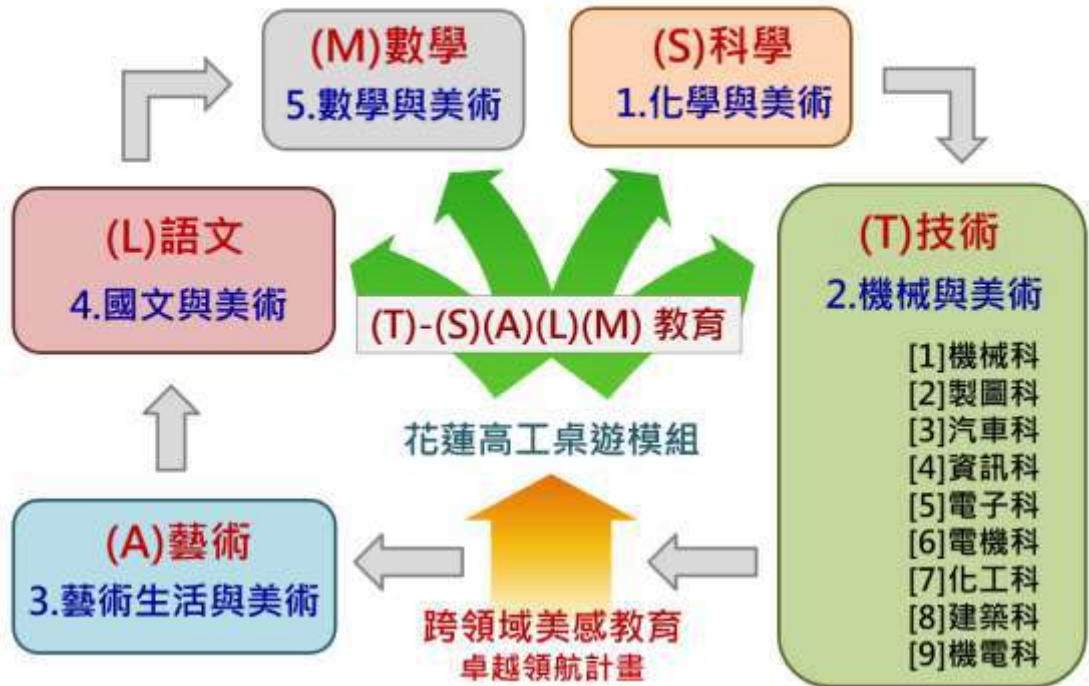 (M)數學
5.數學與美術
(S)科學
1.化學與美術
(L)語文
4.國文與美術
(T)技術
2.機械與美術
[1]機械科
[2]製圖科
[3]汽車科
[4]資訊科
[5]電子科
[6]電機科
[7]化工科
[8]建築科
[9]機電科
(T)-(S)(A)(L)(M) 教育
花蓮高工桌遊模組
(A)藝術
3.藝術生活與美術
跨領域美感教育
卓越領航計畫